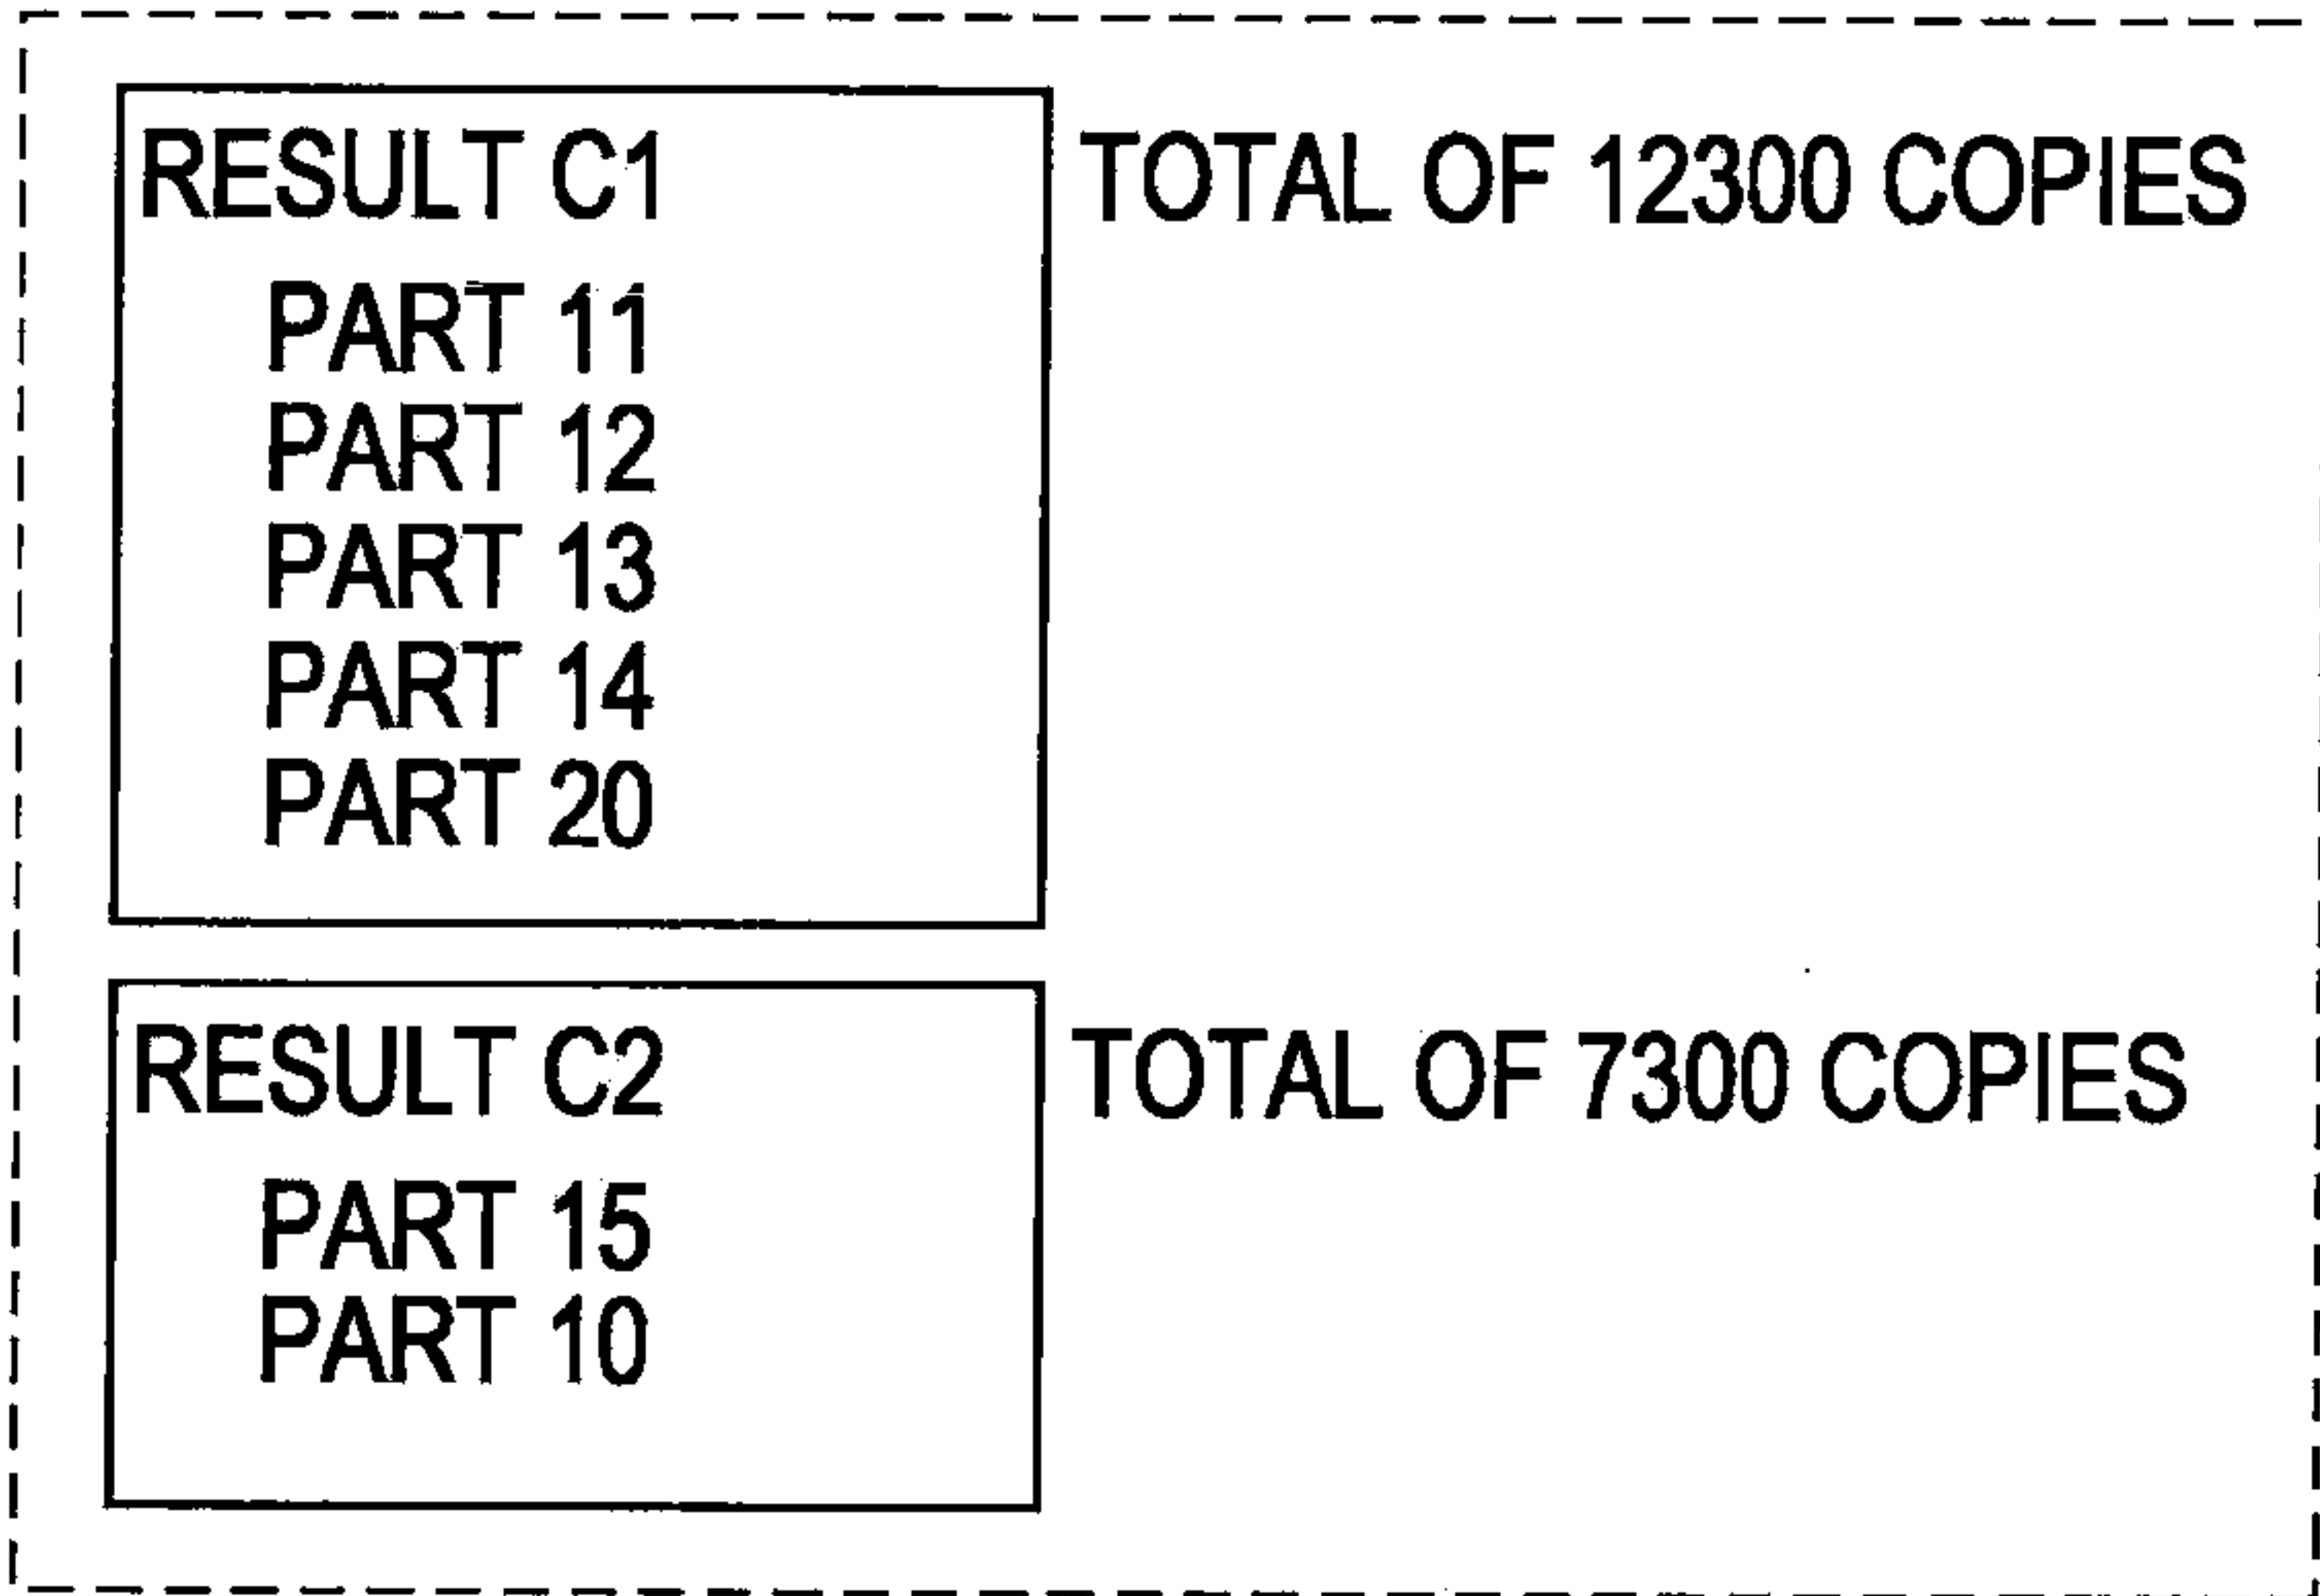 RESULT C1 TOTAL OF 12300 COPIES
PART 11
PART 12
PART 13
PART 14
PART 20
RESULT C2 TOTAL OF 7300 COPIES
PART 15
PART 10